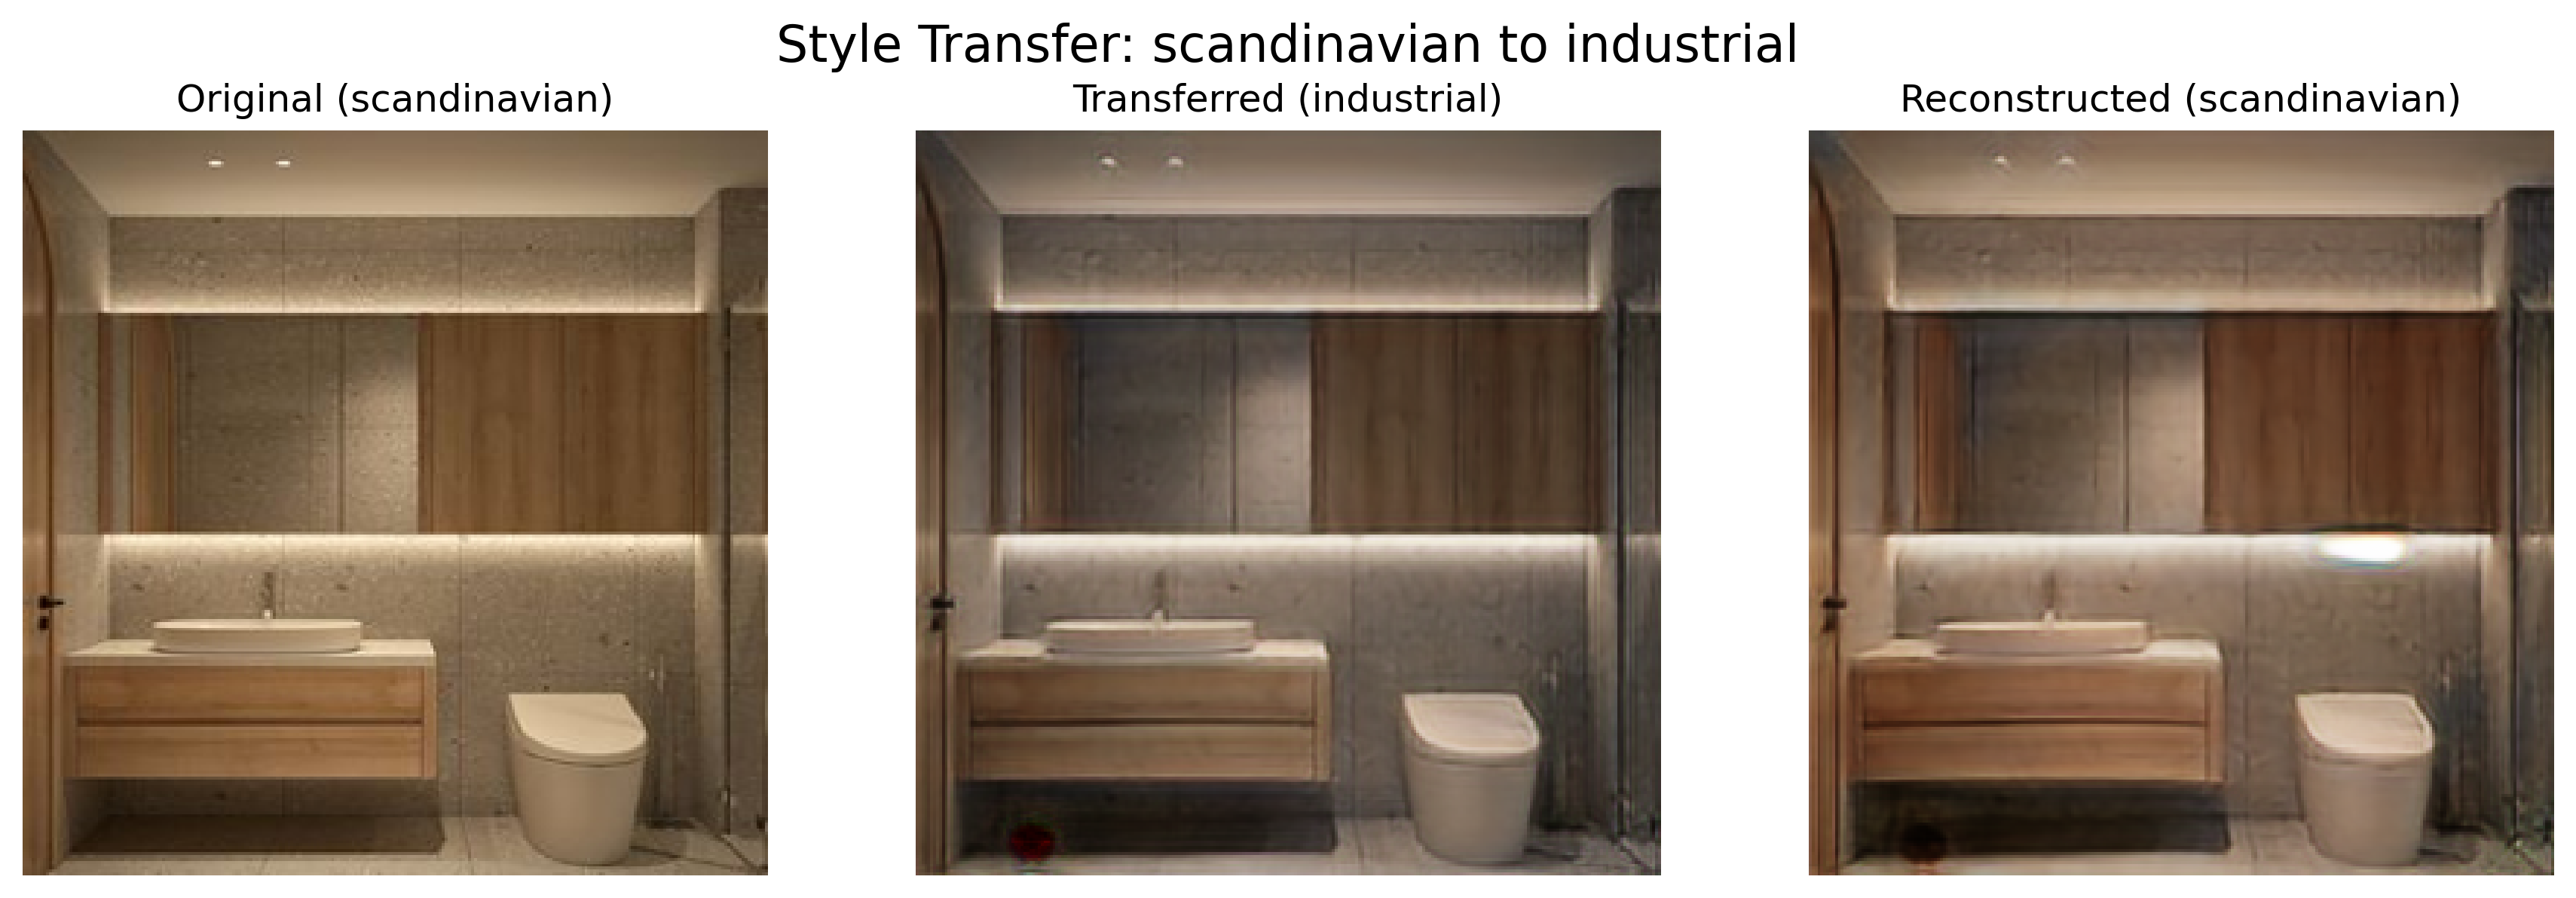 Style Transfer: scandinavian to industrial
Original (scandinavian)
Transferred (industrial)
Reconstructed (scandinavian)